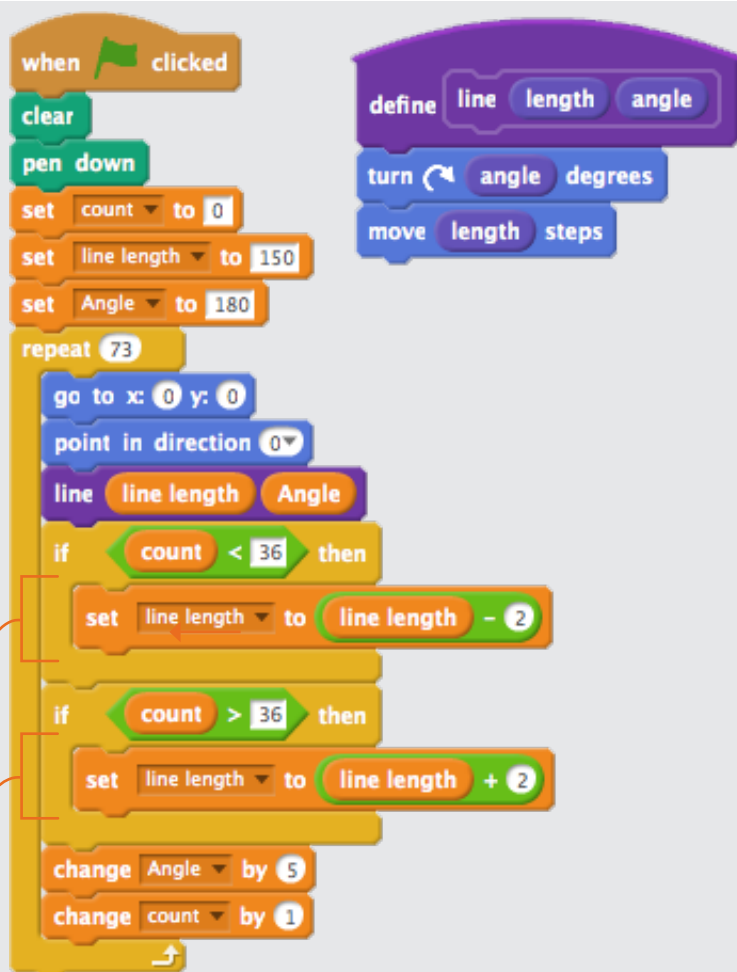 when clicked
clear
pen down
set count to 0
set line length to 150
set Angle to 180
repeat 73
go to x: 0 y: 0
point in direction 0
line line length Angle
if count < 36 then
set line length to line length - 2
if count > 36 then
set line length to line length + 2
change Angle by 5
change count by 1
define line length angle
turn angle degrees
move length steps